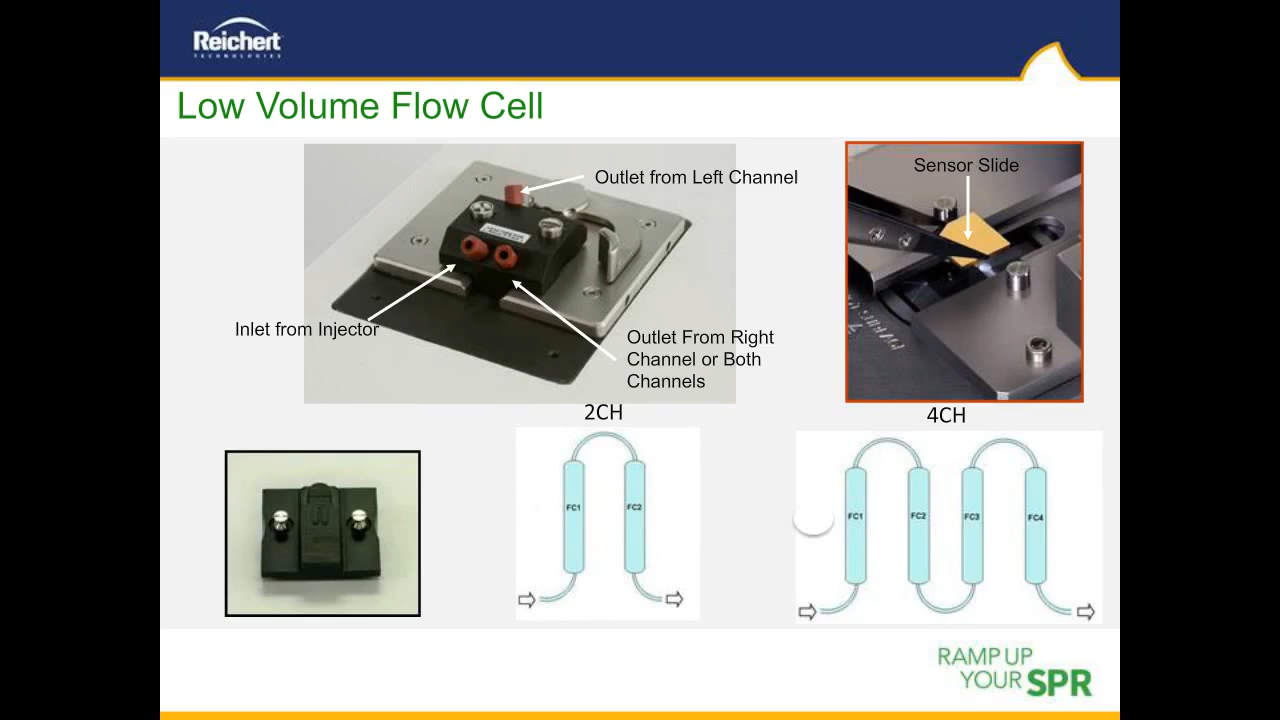 Reichert
TECHNOLOGIES
Low Volume Flow Cell
Outlet from Left Channel
Inlet from Injector
Outlet From Right
Channel or Both
Channels
Sensor Slide
2CH
4CH
FC1
FC2
FC1
FC2
FC3
FC4
RAMP UP
YOUR SPR